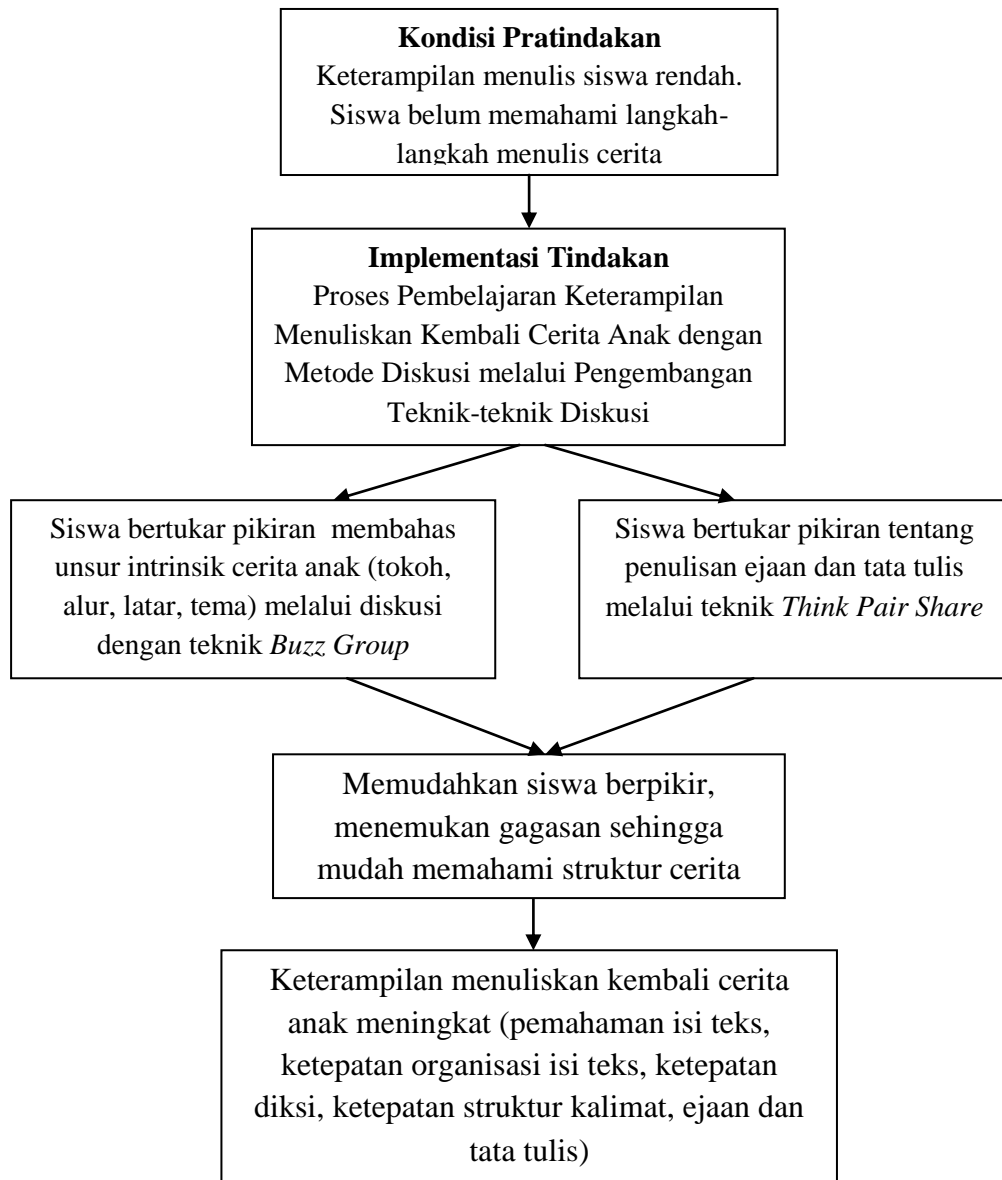 Kondisi Pratindakan
Keterampilan menulis siswa rendah.
Siswa belum memahami langkah-
langkah menulis cerita
Implementasi Tindakan
Proses Pembelajaran Keterampilan
Menuliskan Kembali Cerita Anak dengan
Metode Diskusi melalui Pengembangan
Teknik-teknik Diskusi
Siswa bertukar pikiran  membahas
unsur intrinsik cerita anak (tokoh,
alur, latar, tema) melalui diskusi
dengan teknik Buzz Group
Siswa bertukar pikiran tentang
penulisan ejaan dan tata tulis
melalui teknik Think Pair Share
Memudahkan siswa berpikir,
menemukan gagasan sehingga
mudah memahami struktur cerita
Keterampilan menuliskan kembali cerita
anak meningkat (pemahaman isi teks,
ketepatan organisasi isi teks, ketepatan
diksi, ketepatan struktur kalimat, ejaan dan
tata tulis)